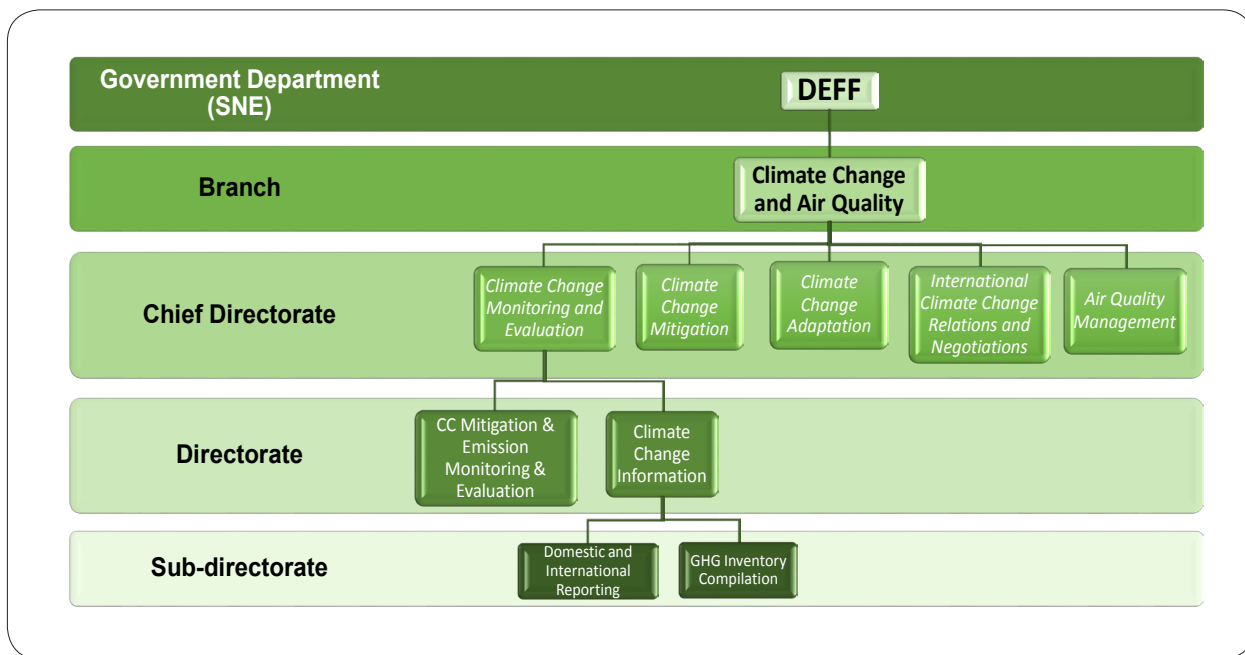 Government Department
(SNE)
DEFF
Branch
Climate Change
and Air Quality
Chief Directorate
Climate Change
Monitoring and
Evaluation
Climate
Change
Mitigation
Climate
Change
Adaptation
International
Climate Change
Relations and
Negotiations
Air Quality
Management
Directorate
CC Mitigation &
Emission
Monitoring &
Evaluation
Climate
Change
Information
Sub-directorate
Domestic and
International
Reporting
GHG Inventory
Compilation